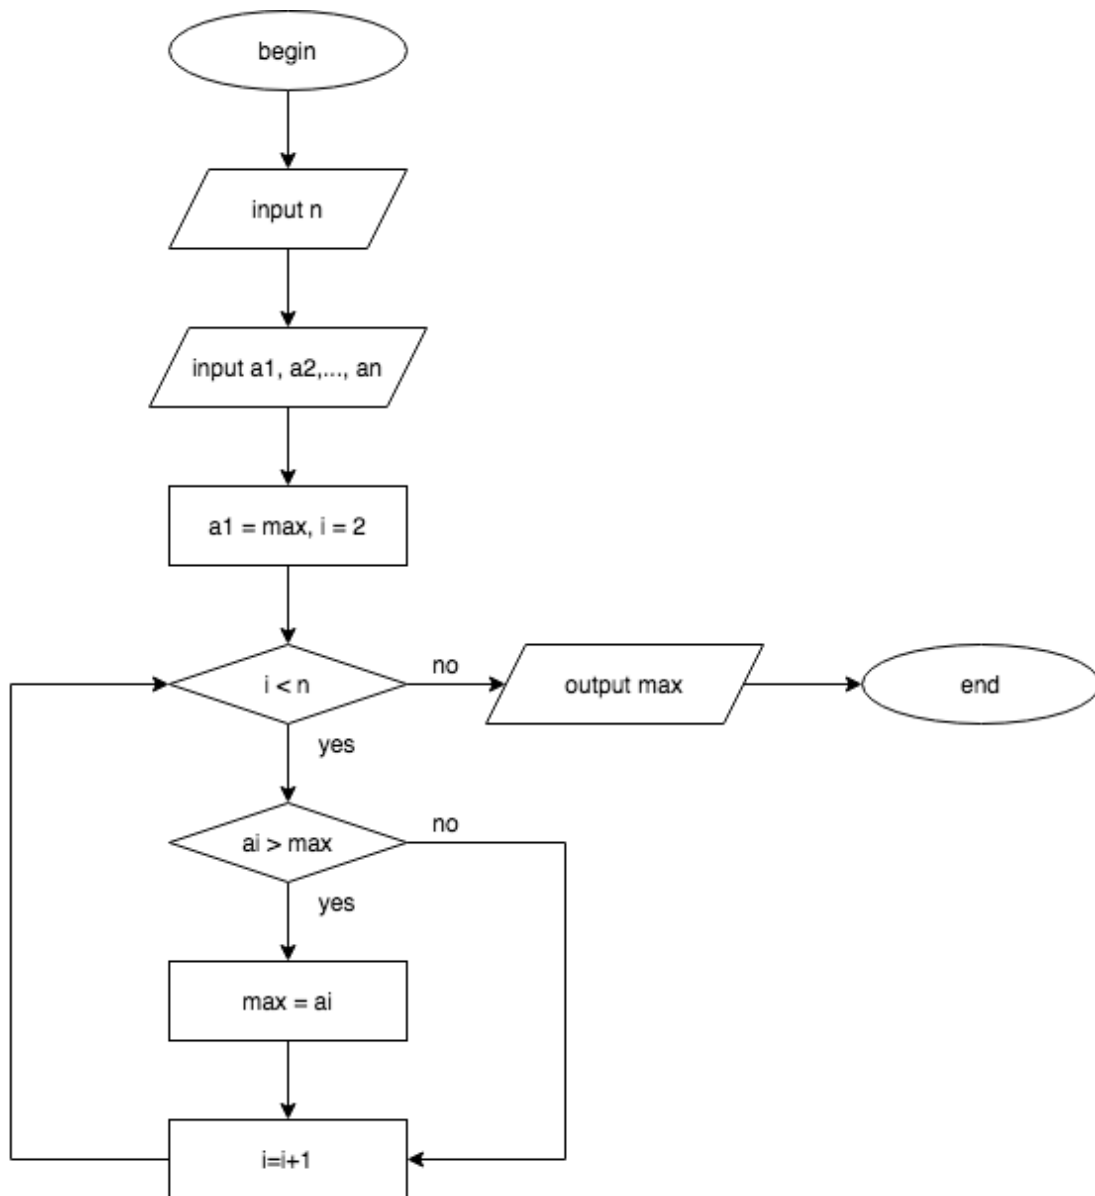 begin
input n
input a1, a2,..., an
a1 = max, i = 2
i < n
no
output max
end
yes
ai > max
no
yes
max = ai
i=i+1